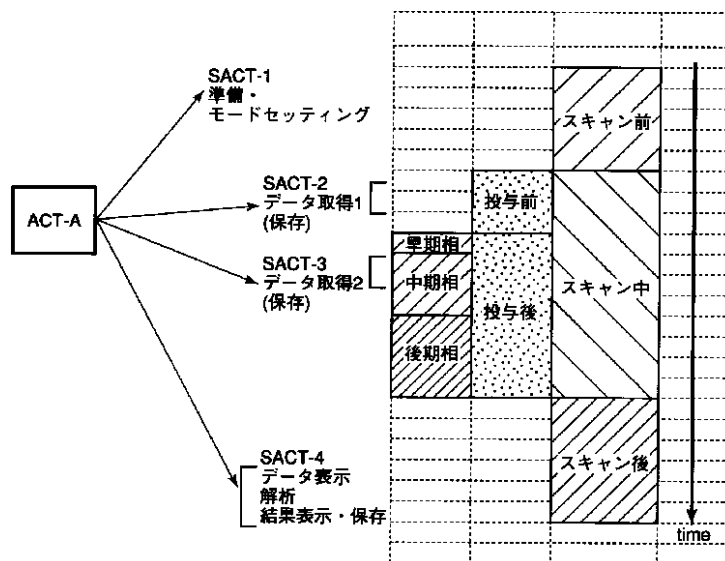 SACT-1
準備・
モードセッティング
スキャン前
ACT-A
SACT-2
データ取得1
(保存)
投与前
早期相
SACT-3
データ取得2
(保存)
中期相
投与後
スキャン中
後期相
SACT-4
データ表示
解析
結果表示・保存
スキャン後
time